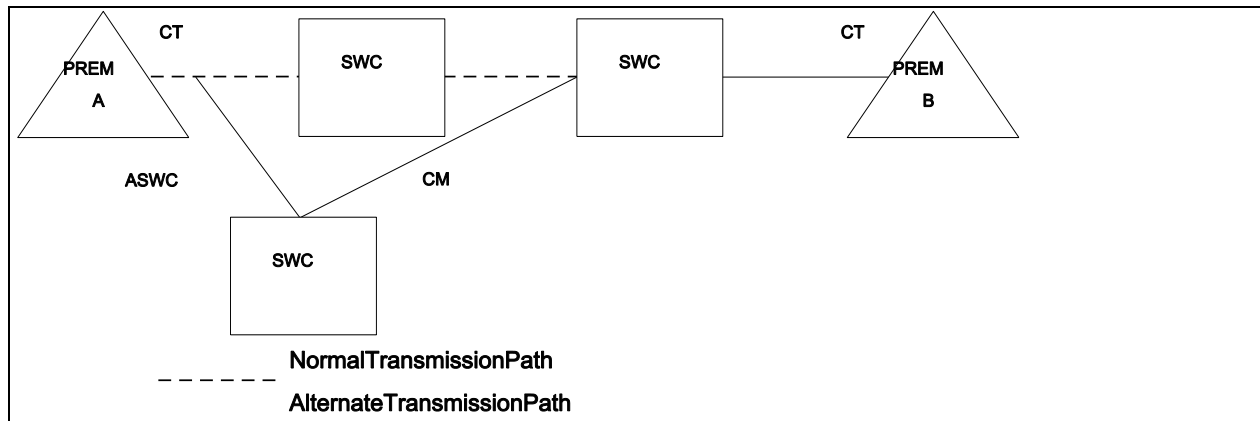 CT
CT
PREM
A
SWC
SWC
PREM
B
ASWC
CM
SWC
NormalTransmissionPath
AlternateTransmissionPath